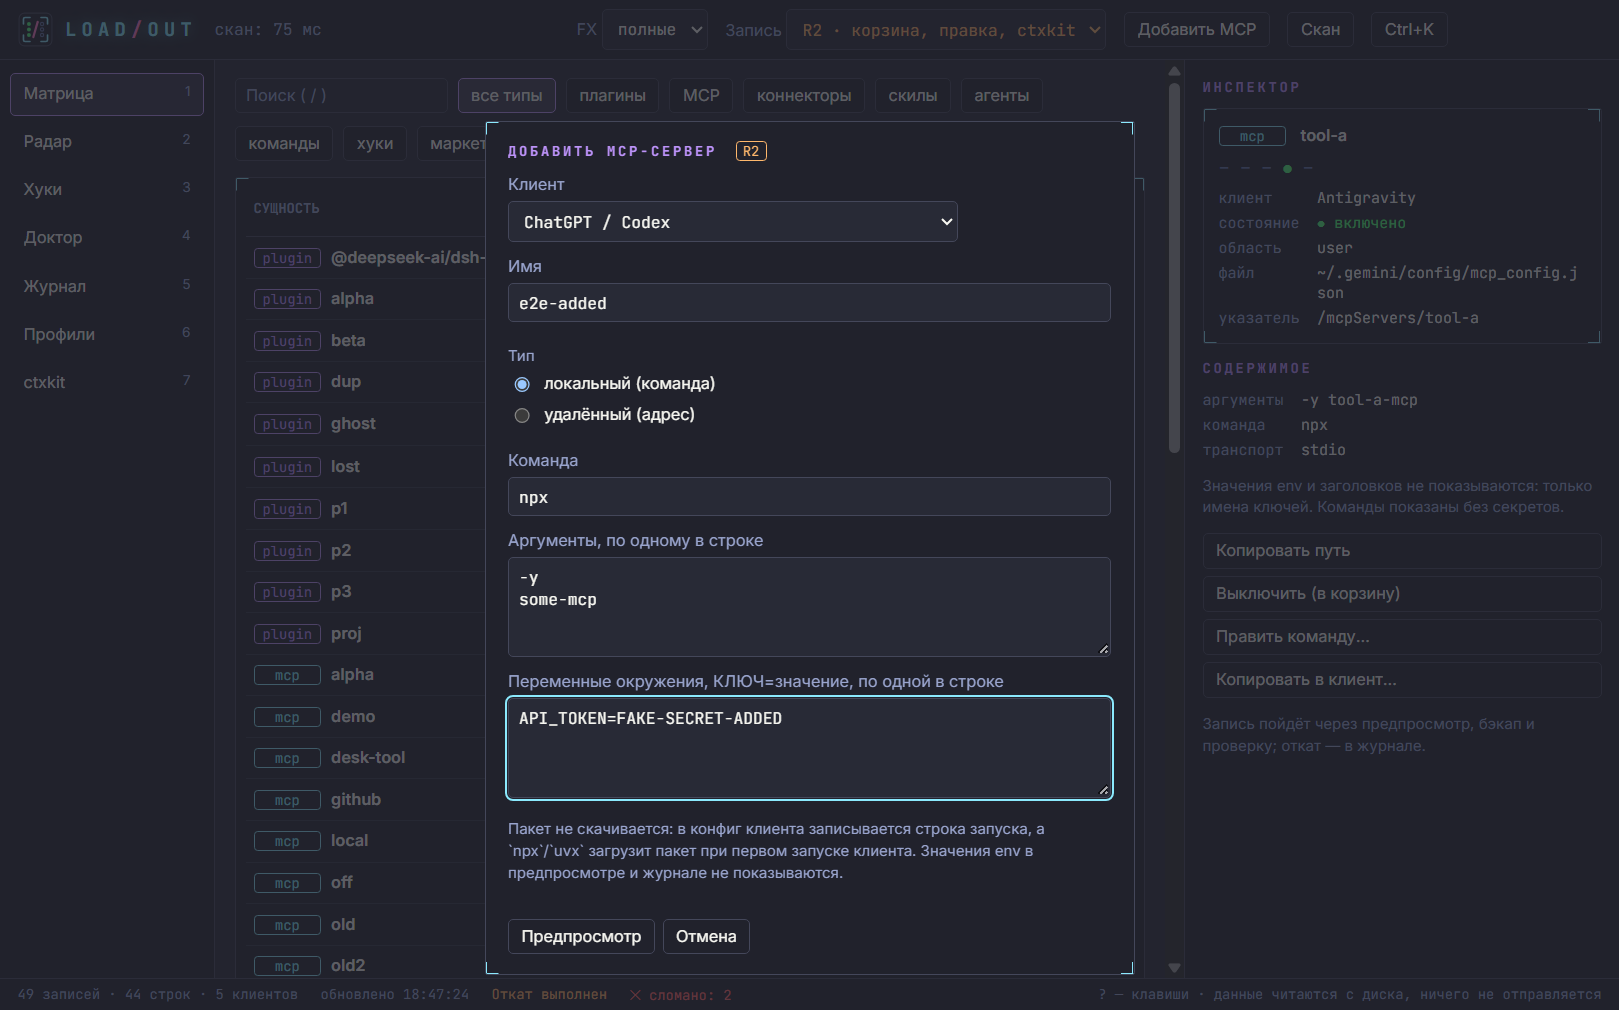 LOAD/OUT
скан: 75 мс
FX
полные
Запись
R2 · корзина, правка, ctxkit
Добавить MCP
Скан
Ctrl+K
Матрица 1
Радар 2
Хуки 3
Доктор 4
Журнал 5
Профили 6
ctxkit 7
Поиск ( / )
все типы
плагины
MCP
коннекторы
скилы
агенты
команды
хуки
маркет
СУЩНОСТЬ
plugin @deepseek-ai/dsh-
plugin alpha
plugin beta
plugin dup
plugin ghost
plugin lost
plugin p1
plugin p2
plugin p3
plugin proj
mcp alpha
mcp demo
mcp desk-tool
mcp github
mcp local
mcp off
mcp old
mcp old2
ДОБАВИТЬ MCP-СЕРВЕР R2
Клиент
ChatGPT / Codex
Имя
e2e-added
Тип
локальный (команда)
удалённый (адрес)
Команда
npx
Аргументы, по одному в строке
-y
some-mcp
Переменные окружения, КЛЮЧ=значение, по одной в строке
API_TOKEN=FAKE-SECRET-ADDED
Пакет не скачивается: в конфиг клиента записывается строка запуска, а
`npx`/`uvx` загрузит пакет при первом запуске клиента. Значения env в
предпросмотре и журнале не показываются.
Предпросмотр
Отмена
ИНСПЕКТОР
mcp tool-a
— — — ● —
клиент Antigravity
состояние ● включено
область user
файл ~/.gemini/config/mcp_config.j
son
указатель /mcpServers/tool-a
СОДЕРЖИМОЕ
аргументы -y tool-a-mcp
команда npx
транспорт stdio
Значения env и заголовков не показываются: только
имена ключей. Команды показаны без секретов.
Копировать путь
Выключить (в корзину)
Править команду...
Копировать в клиент...
Запись пойдёт через предпросмотр, бэкап и
проверку; откат — в журнале.
49 записей · 44 строк · 5 клиентов
обновлено 18:47:24
Откат выполнен
✕ сломано: 2
? — клавиши · данные читаются с диска, ничего не отправляется